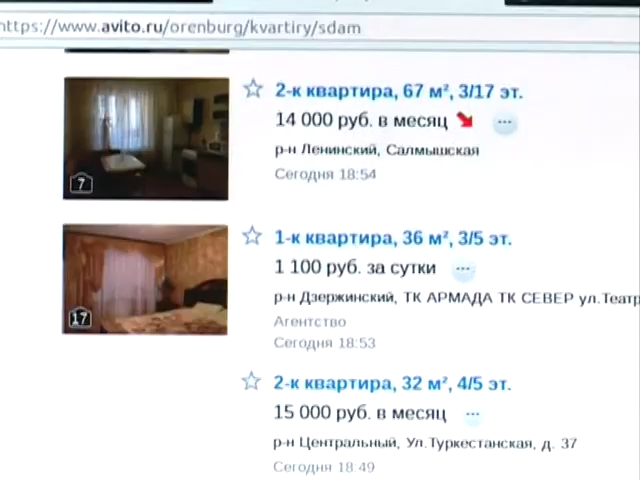 https://www.avito.ru/orenburg/kvartiry/sdam
2-к квартира, 67 м², 3/17 эт.
14 000 руб. в месяц
р-н Ленинский, Салмышская
Сегодня 18:54
7
1-к квартира, 36 м², 3/5 эт.
1 100 руб. за сутки
р-н Дзержинский, ТК АРМАДА ТК СЕВЕР ул.Театр
Агентство
Сегодня 18:53
17
2-к квартира, 32 м², 4/5 эт.
15 000 руб. в месяц
р-н Центральный, Ул.Туркестанская, д. 37
Сегодня 18:49